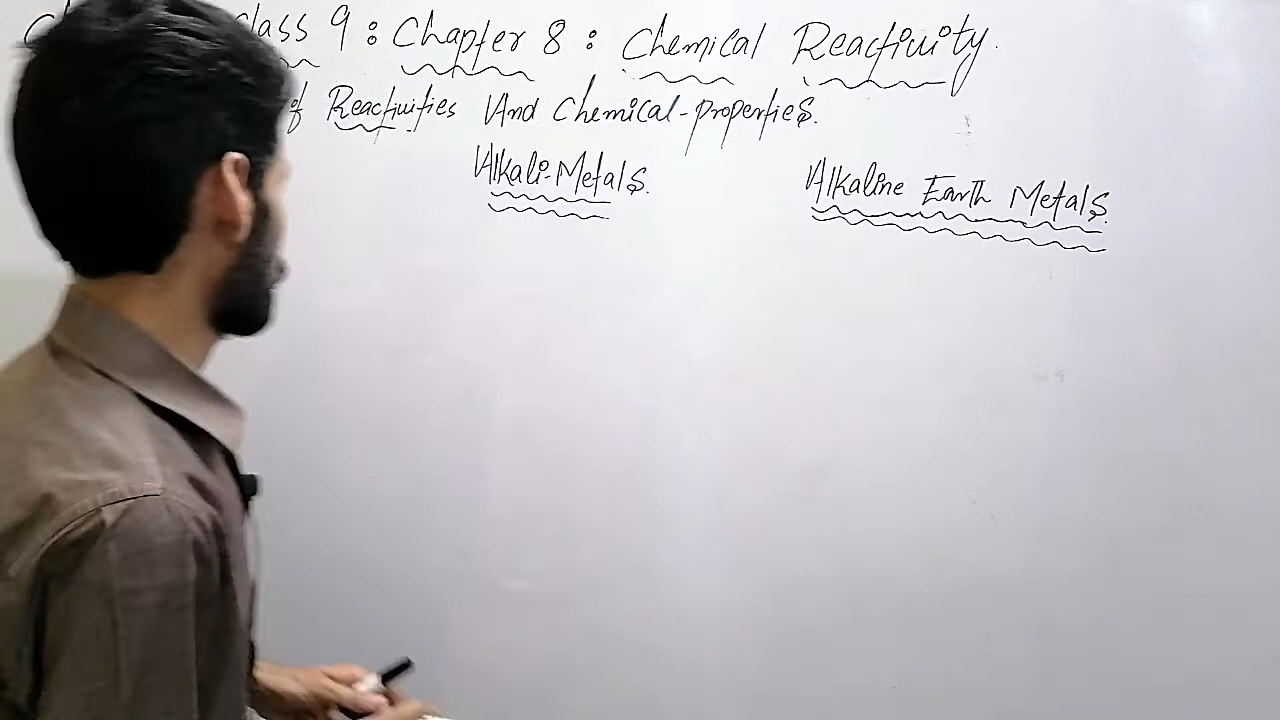 Class 9 : Chapter 8 : Chemical Reactivity.
of Reactivities And Chemical-properties.
Alkali-Metals.
Alkaline Earth Metals.